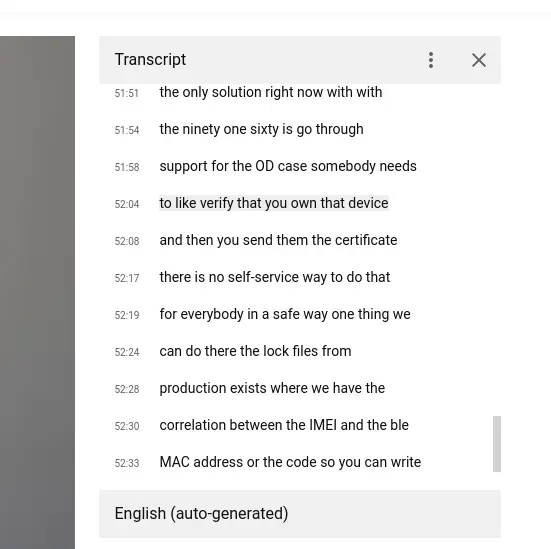 Transcript
51:51 the only solution right now with with
51:54 the ninety one sixty is go through
51:58 support for the OD case somebody needs
52:04 to like verify that you own that device
52:08 and then you send them the certificate
52:17 there is no self-service way to do that
52:19 for everybody in a safe way one thing we
52:24 can do there the lock files from
52:28 production exists where we have the
52:30 correlation between the IMEI and the ble
52:33 MAC address or the code so you can write
English (auto-generated)